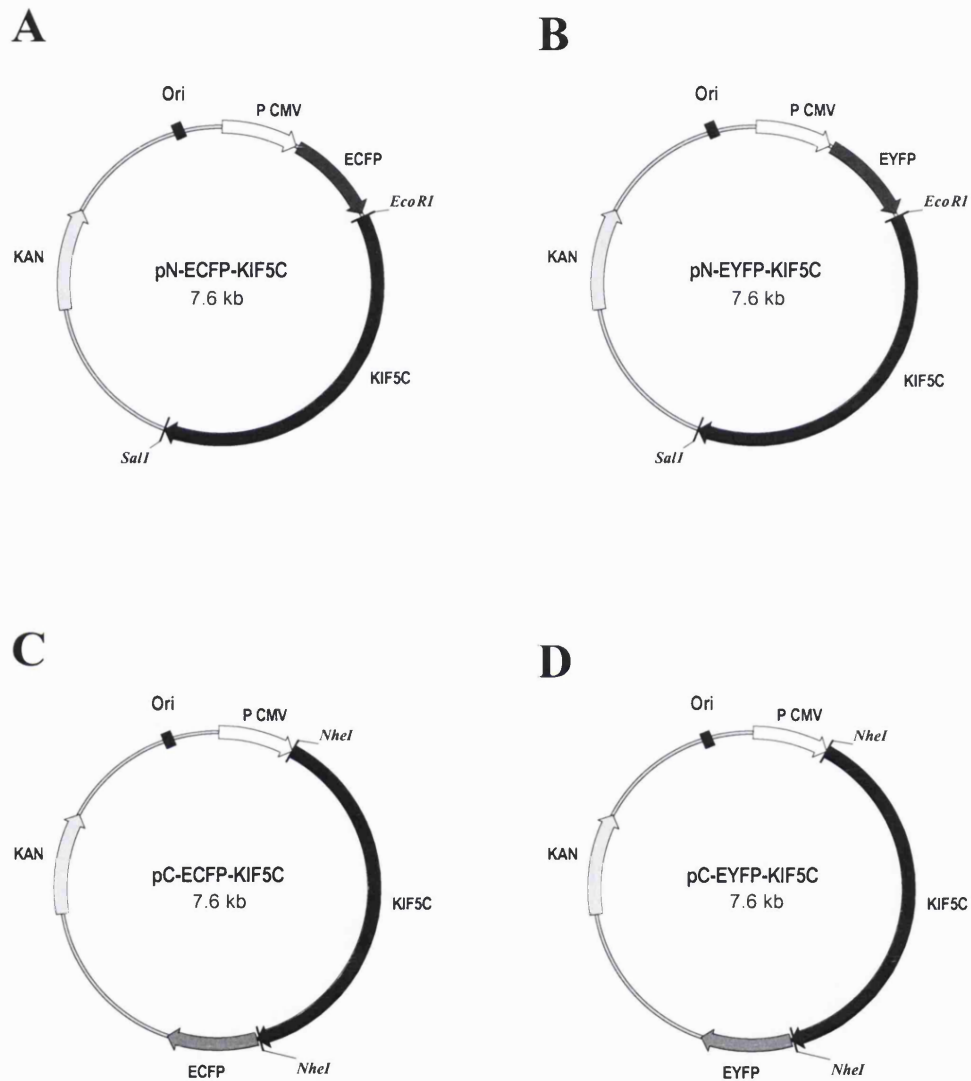 A
Ori
P CMV
ECFP
EcoRI
KAN
pN-ECFP-KIF5C
7.6 kb
KIF5C
SalI
B
Ori
P CMV
EYFP
EcoRI
KAN
pN-EYFP-KIF5C
7.6 kb
KIF5C
SalI
C
Ori
P CMV
NheI
KAN
pC-ECFP-KIF5C
7.6 kb
KIF5C
ECFP
NheI
D
Ori
P CMV
NheI
KAN
pC-EYFP-KIF5C
7.6 kb
KIF5C
EYFP
NheI